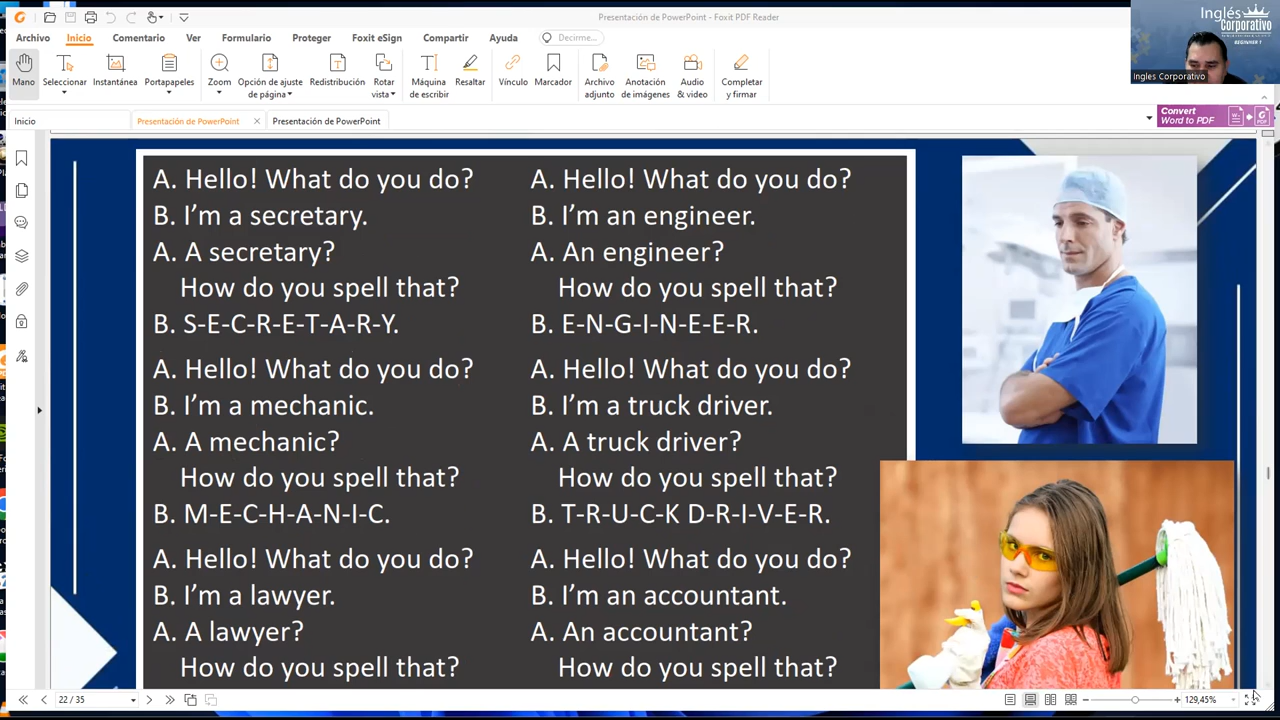 Presentación de PowerPoint - Foxit PDF Reader
Archivo Inicio Comentario Ver Formulario Proteger Foxit eSign Compartir Ayuda Decirme...
Mano
Seleccionar
Instantánea
Portapapeles
Zoom
Opción de ajuste
de página
Redistribución
Rotar
vista
Máquina
de escribir
Resaltar
Vínculo
Marcador
Archivo
adjunto
Anotación
de imágenes
Audio
& video
Completar
y firmar
Inglés
Corporativo
BEGINNER 1
Ingles Corporativo
Inicio
Presentación de PowerPoint
Presentación de PowerPoint
Convert
Word to PDF
A. Hello! What do you do?
B. I'm a secretary.
A. A secretary?
How do you spell that?
B. S-E-C-R-E-T-A-R-Y.
A. Hello! What do you do?
B. I'm a mechanic.
A. A mechanic?
How do you spell that?
B. M-E-C-H-A-N-I-C.
A. Hello! What do you do?
B. I'm a lawyer.
A. A lawyer?
How do you spell that?
A. Hello! What do you do?
B. I'm an engineer.
A. An engineer?
How do you spell that?
B. E-N-G-I-N-E-E-R.
A. Hello! What do you do?
B. I'm a truck driver.
A. A truck driver?
How do you spell that?
B. T-R-U-C-K D-R-I-V-E-R.
A. Hello! What do you do?
B. I'm an accountant.
A. An accountant?
How do you spell that?
22 / 35
129,45%